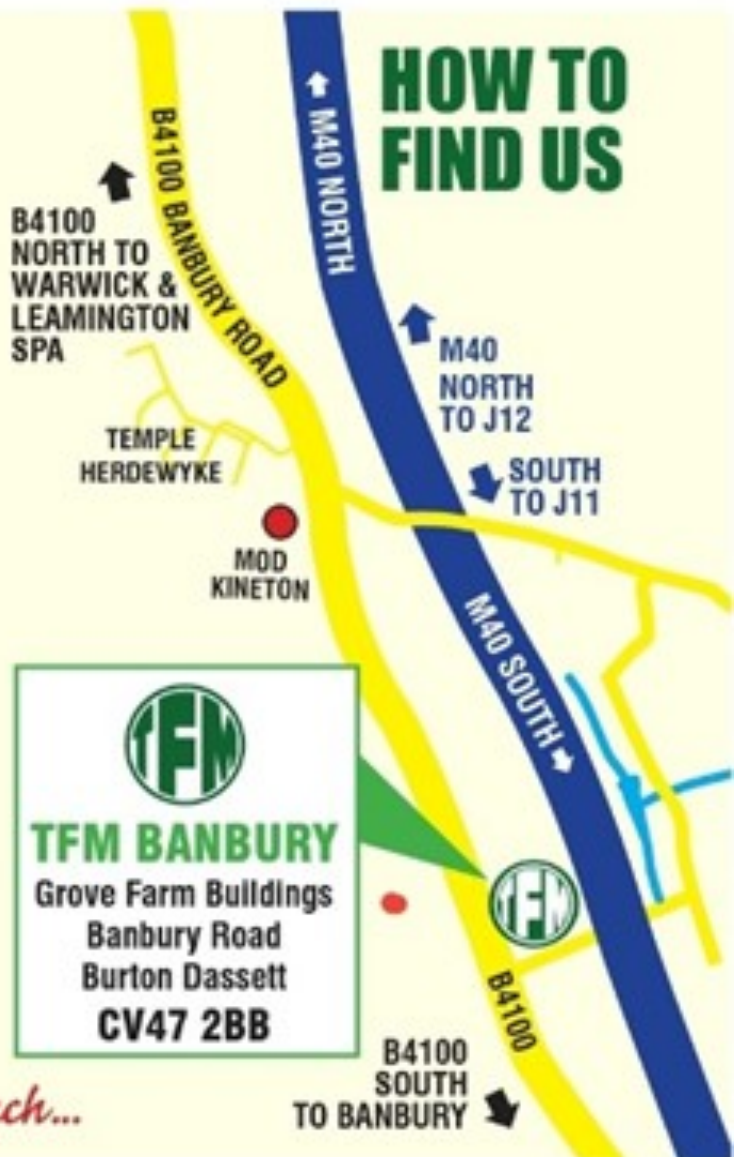 HOW TO
FIND US
B4100 BANBURY ROAD
M40 NORTH
B4100
NORTH TO
WARWICK &
LEAMINGTON
SPA
M40
NORTH
TO J12
TEMPLE
HERDEWYKE
SOUTH
TO J11
MOD
KINETON
M40 SOUTH
TFM
TFM BANBURY
Grove Farm Buildings
Banbury Road
Burton Dassett
CV47 2BB
TFM
B4100
B4100
SOUTH
TO BANBURY